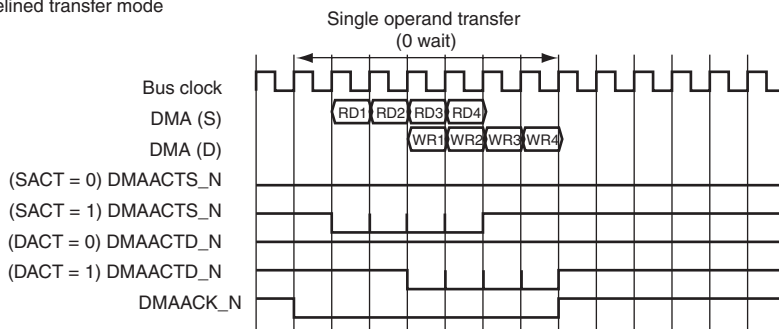 elined transfer mode
Single operand transfer
(0 wait)
Bus clock
DMA (S) RD1 RD2 RD3 RD4
DMA (D) WR1 WR2 WR3 WR4
(SACT = 0) DMAACTS_N
(SACT = 1) DMAACTS_N
(DACT = 0) DMAACTD_N
(DACT = 1) DMAACTD_N
DMAACK_N